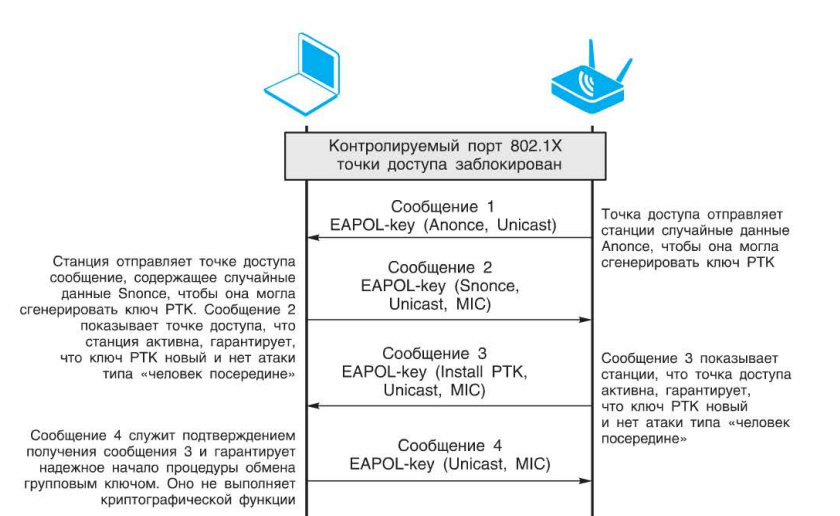 Контролируемый порт 802.1X
точки доступа заблокирован
Сообщение 1
EAPOL-key (Anonce, Unicast)
Точка доступа отправляет
станции случайные данные
Anonce, чтобы она могла
сгенерировать ключ PTK
Станция отправляет точке доступа
сообщение, содержащее случайные
данные Snonce, чтобы она могла
сгенерировать ключ PTK. Сообщение 2
показывает точке доступа, что
станция активна, гарантирует,
что ключ PTK новый и нет атаки
типа «человек посередине»
Сообщение 2
EAPOL-key (Snonce,
Unicast, MIC)
Сообщение 3
EAPOL-key (Install PTK,
Unicast, MIC)
Сообщение 3 показывает
станции, что точка доступа
активна, гарантирует,
что ключ PTK новый
и нет атаки типа «человек
посередине»
Сообщение 4 служит подтверждением
получения сообщения 3 и гарантирует
надежное начало процедуры обмена
групповым ключом. Оно не выполняет
криптографической функции
Сообщение 4
EAPOL-key (Unicast, MIC)